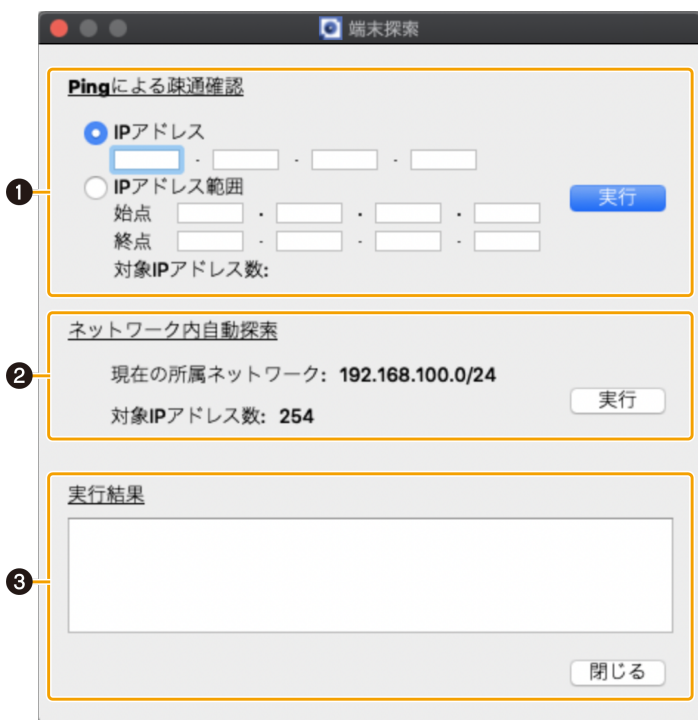 端末探索
Pingによる疎通確認
IPアドレス
. . .
❶
IPアドレス範囲
実行
始点 . . .
終点 . . .
対象IPアドレス数:
ネットワーク内自動探索
❷
現在の所属ネットワーク: 192.168.100.0/24
実行
対象IPアドレス数: 254
実行結果
❸
閉じる